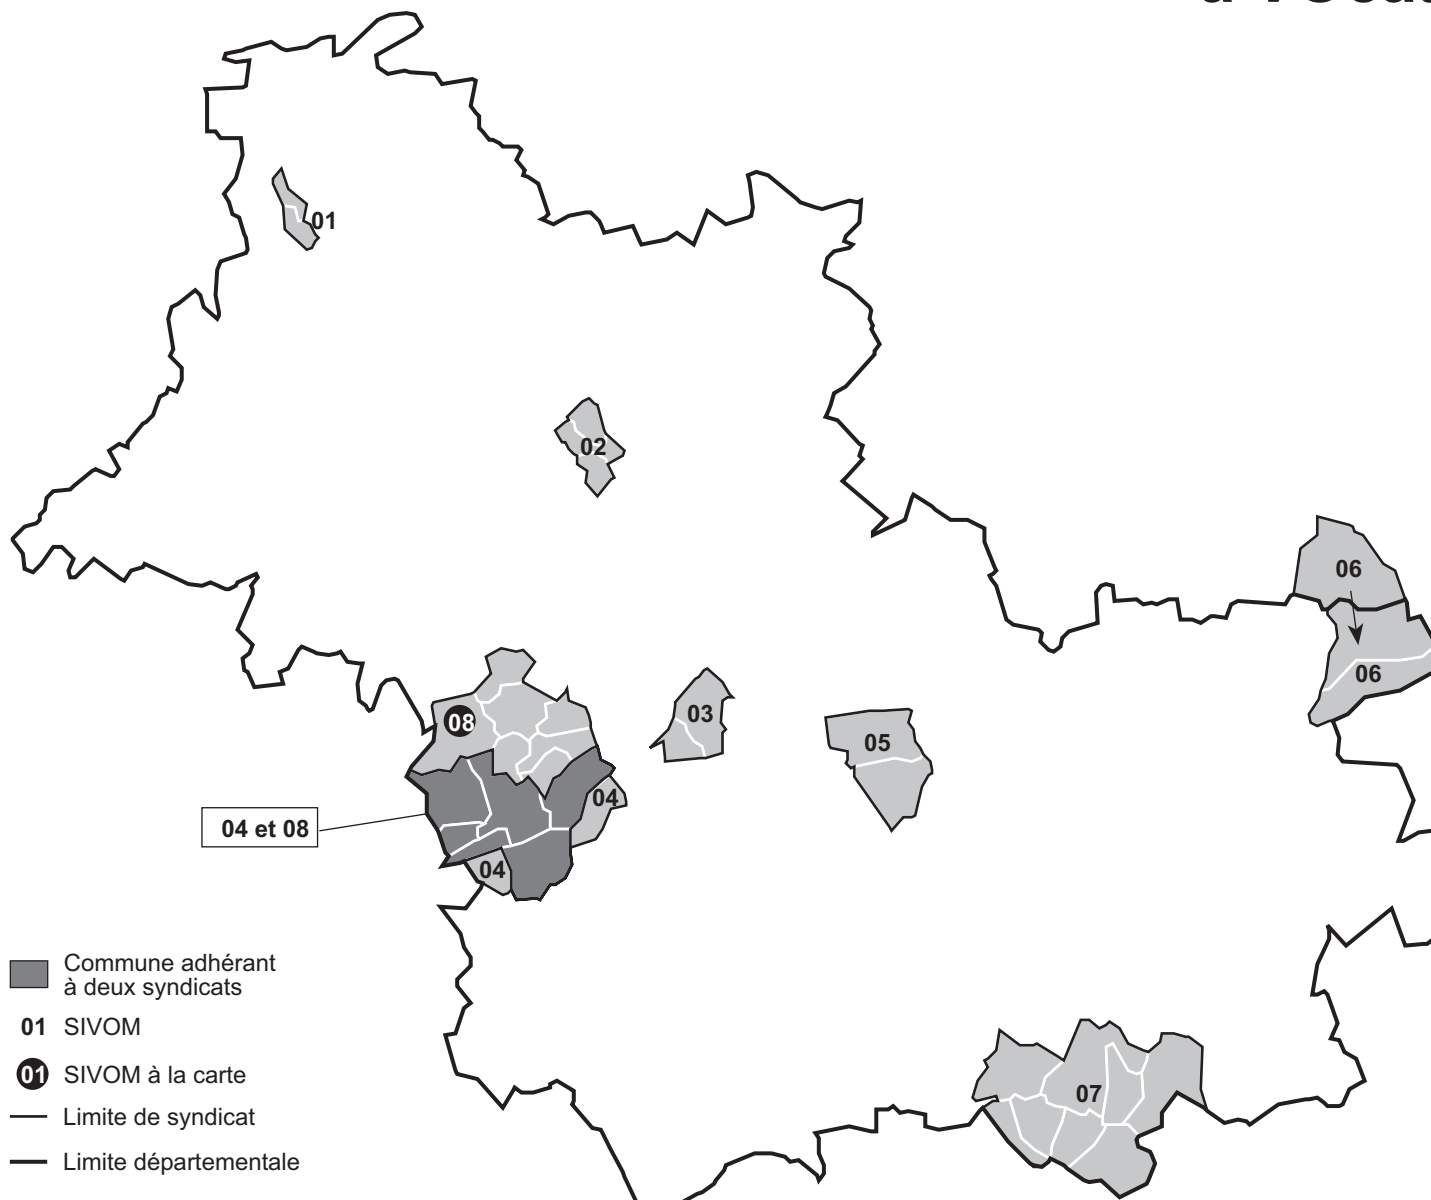 01
02
06
06
03
08
05
04
04 et 08
04
Commune adhérant
à deux syndicats
01 SIVOM
01 SIVOM à la carte
07
Limite de syndicat
Limite départementale